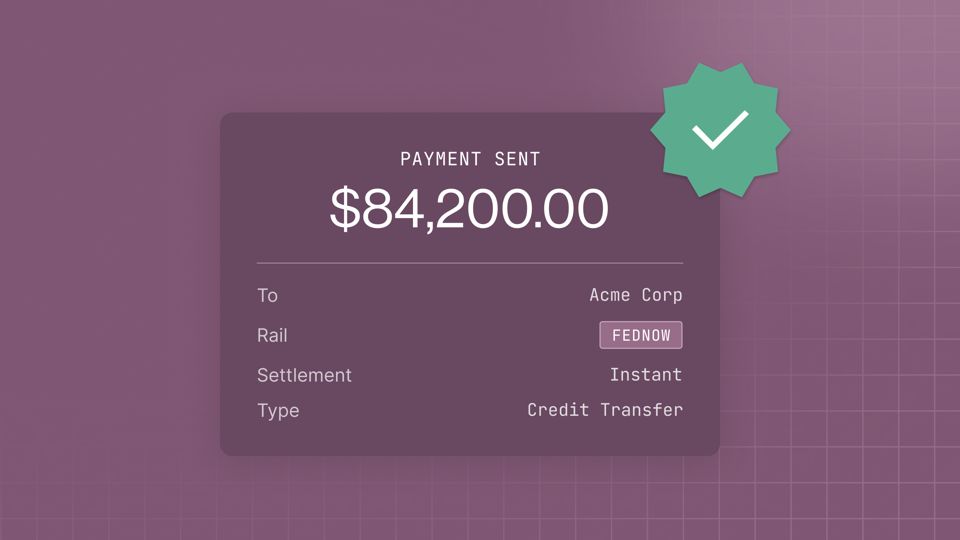 PAYMENT SENT
$84,200.00
To Acme Corp
Rail FEDNOW
Settlement Instant
Type Credit Transfer